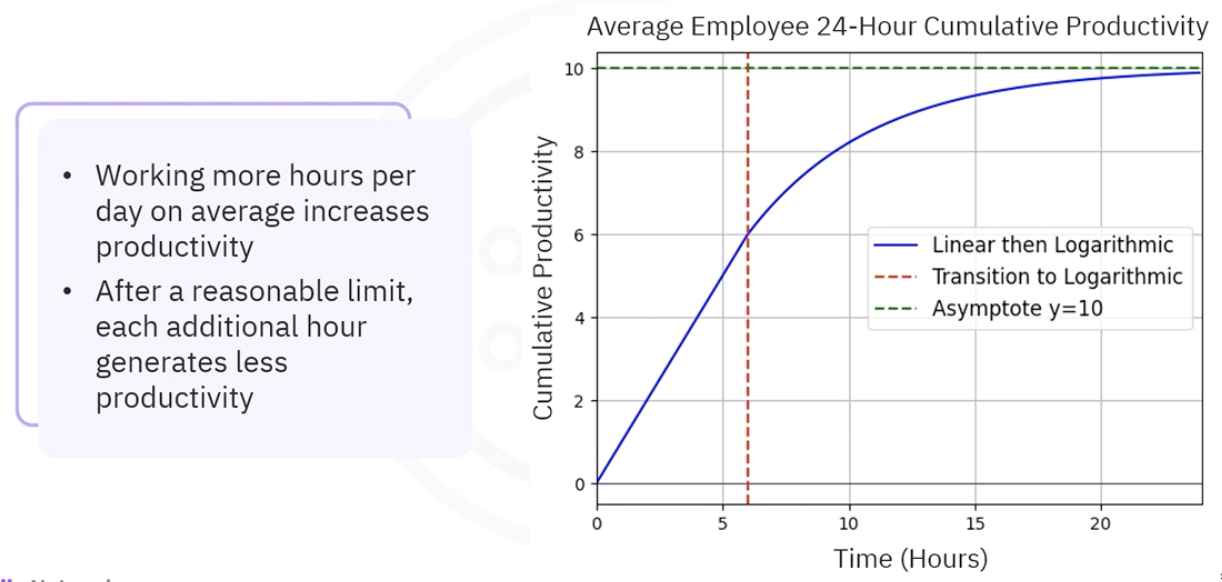 Average Employee 24-Hour Cumulative Productivity
• Working more hours per
day on average increases
productivity
• After a reasonable limit,
each additional hour
generates less
productivity
Cumulative Productivity
10
8
6
4
2
0
Linear then Logarithmic
Transition to Logarithmic
Asymptote y=10
0 5 10 15 20
Time (Hours)